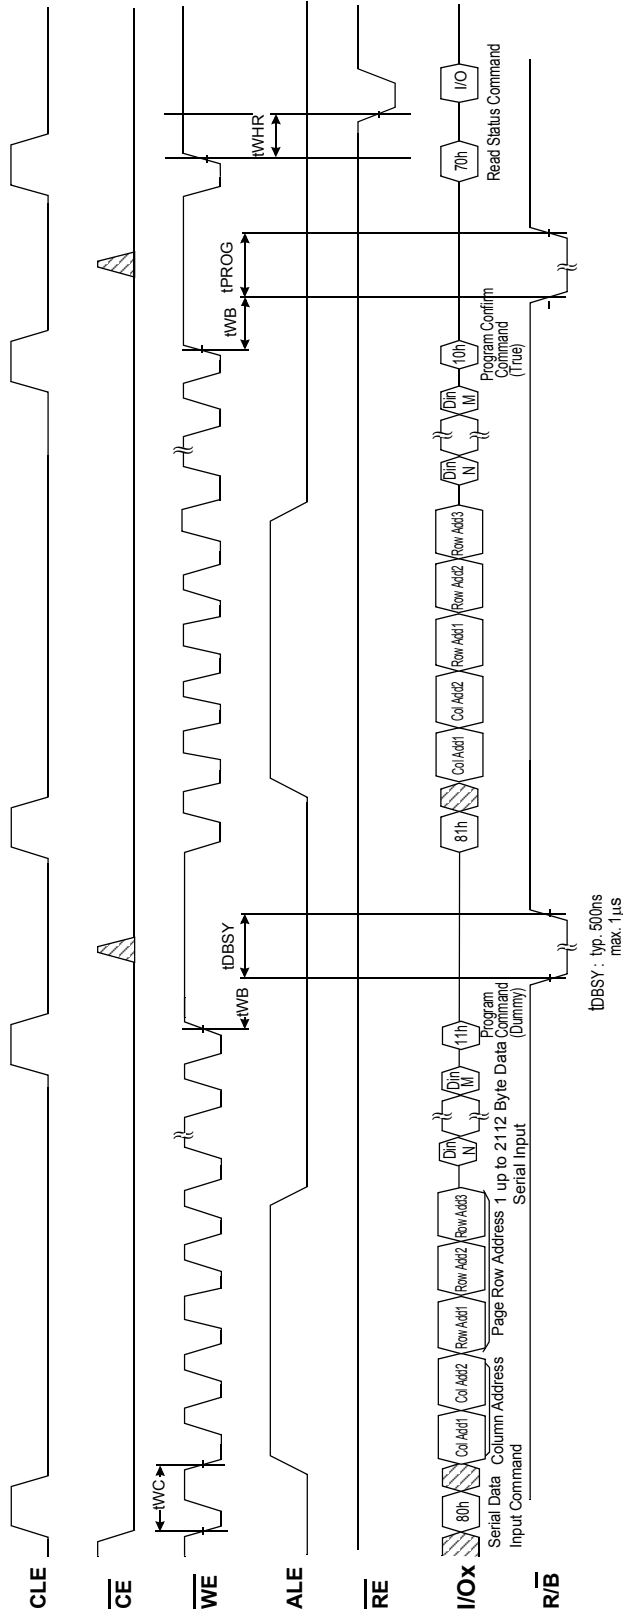 CLE
CE
WE
tWC
tWB
tDBSY
tWB
tPROG
tWHR
ALE
RE
I/Ox
80h
Col Add1
Col Add2
Row Add1
Row Add2
Row Add3
Din
N
Din
M
11h
81h
Col Add1
Col Add2
Row Add1
Row Add2
Row Add3
Din
N
Din
M
10h
70h
I/O
Serial Data
Input Command
Column Address
Page Row Address
1 up to 2112 Byte Data
Serial Input
Program
Command
(Dummy)
Program Confirm
Command
(True)
Read Status Command
R/B
tDBSY : typ. 500ns
max. 1µs